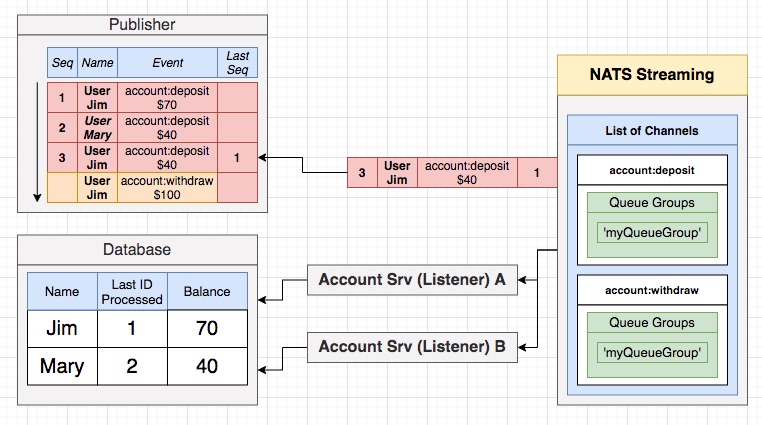 Publisher
Seq Name Event Last
Seq
1 User
Jim account:deposit
$70
2 User
Mary account:deposit
$40
3 User
Jim account:deposit
$40 1
User
Jim account:withdraw
$100
3 User
Jim account:deposit
$40 1
NATS Streaming
List of Channels
account:deposit
Queue Groups
'myQueueGroup'
account:withdraw
Queue Groups
'myQueueGroup'
Database
Name Last ID
Processed Balance
Jim 1 70
Mary 2 40
Account Srv (Listener) A
Account Srv (Listener) B